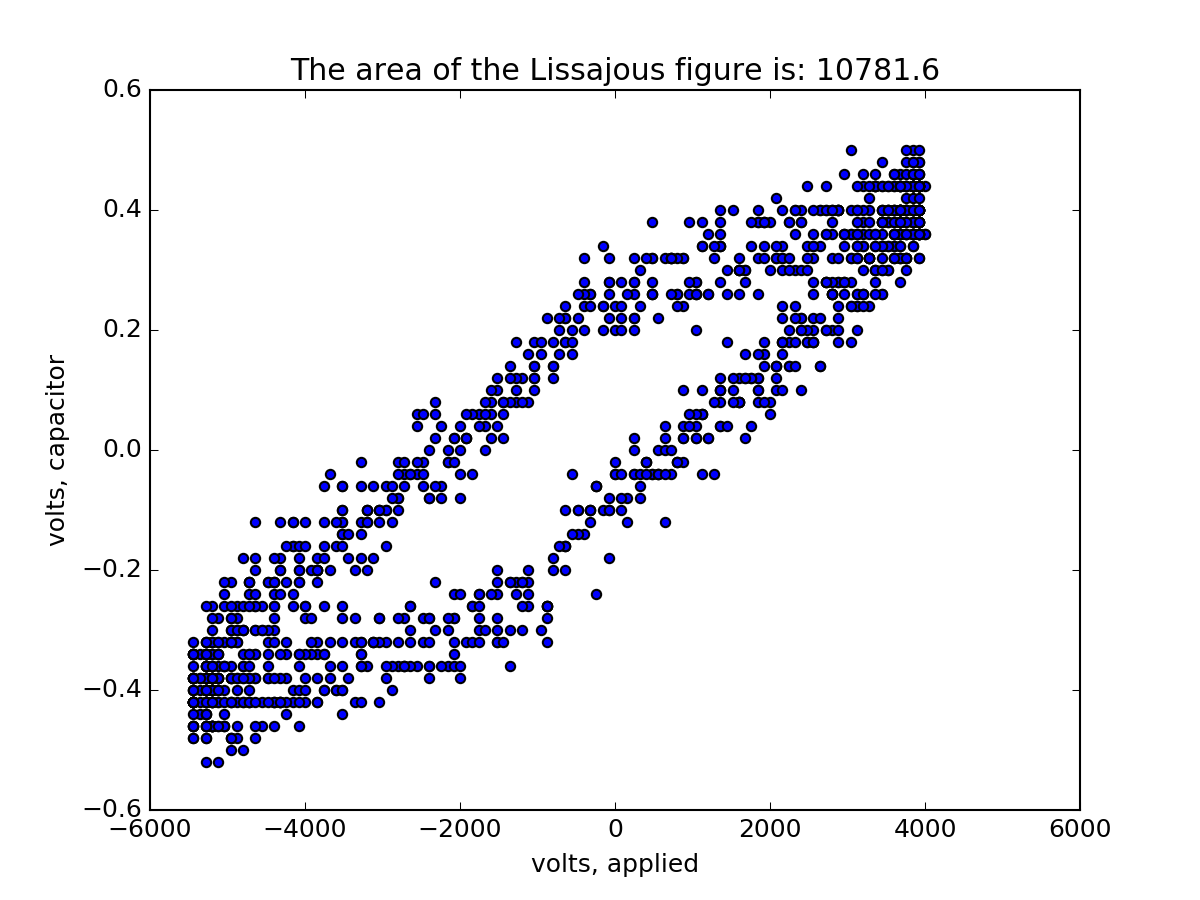 The area of the Lissajous figure is: 10781.6
0.6
0.4
0.2
0.0
−0.2
−0.4
−0.6
volts, capacitor
−6000 −4000 −2000 0 2000 4000 6000
volts, applied